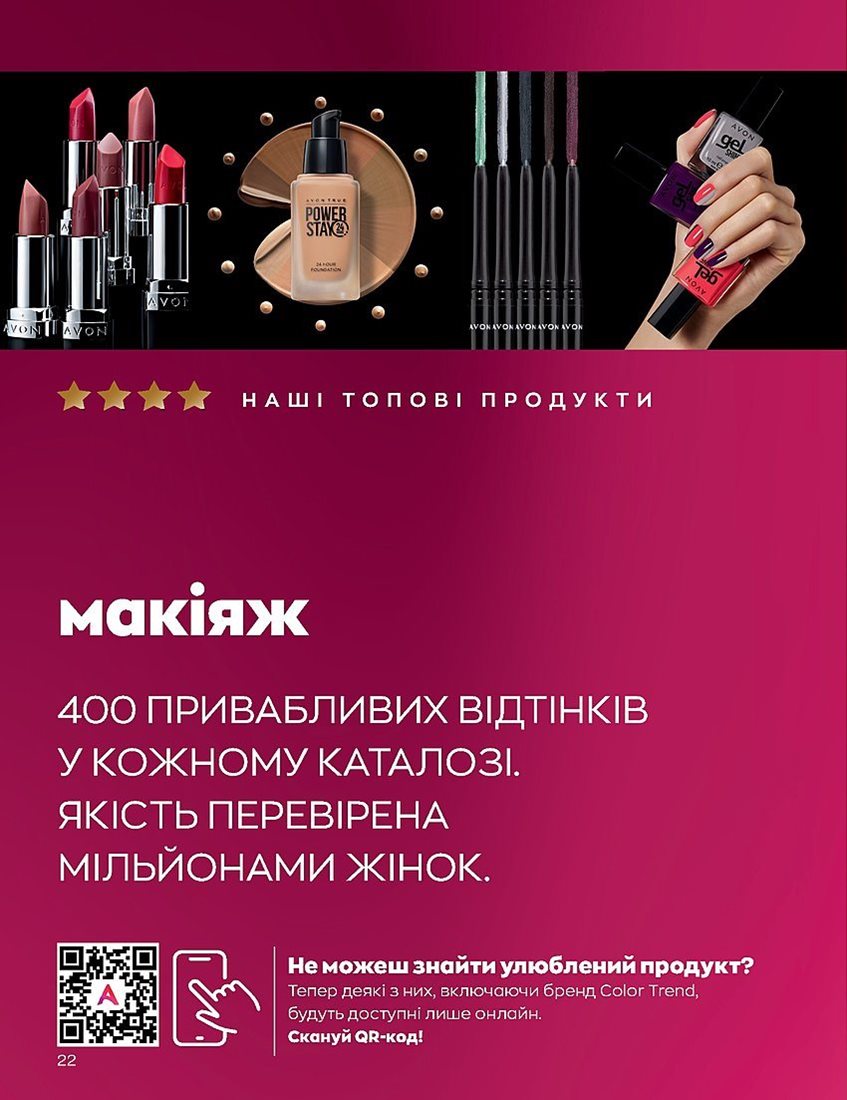 AVON
AVON
AVON
AVON TRUE
POWER
STAY 24
24 HOUR
FOUNDATION
AVON AVON AVON AVON AVON
AVON
gel
gel
gel
AVON
НАШІ ТОПОВІ ПРОДУКТИ
макіяж
400 ПРИВАБЛИВИХ ВІДТІНКІВ
У КОЖНОМУ КАТАЛОЗІ.
ЯКІСТЬ ПЕРЕВІРЕНА
МІЛЬЙОНАМИ ЖІНОК.
A
Не можеш знайти улюблений продукт?
Тепер деякі з них, включаючи бренд Color Trend,
будуть доступні лише онлайн.
Скануй QR-код!
22